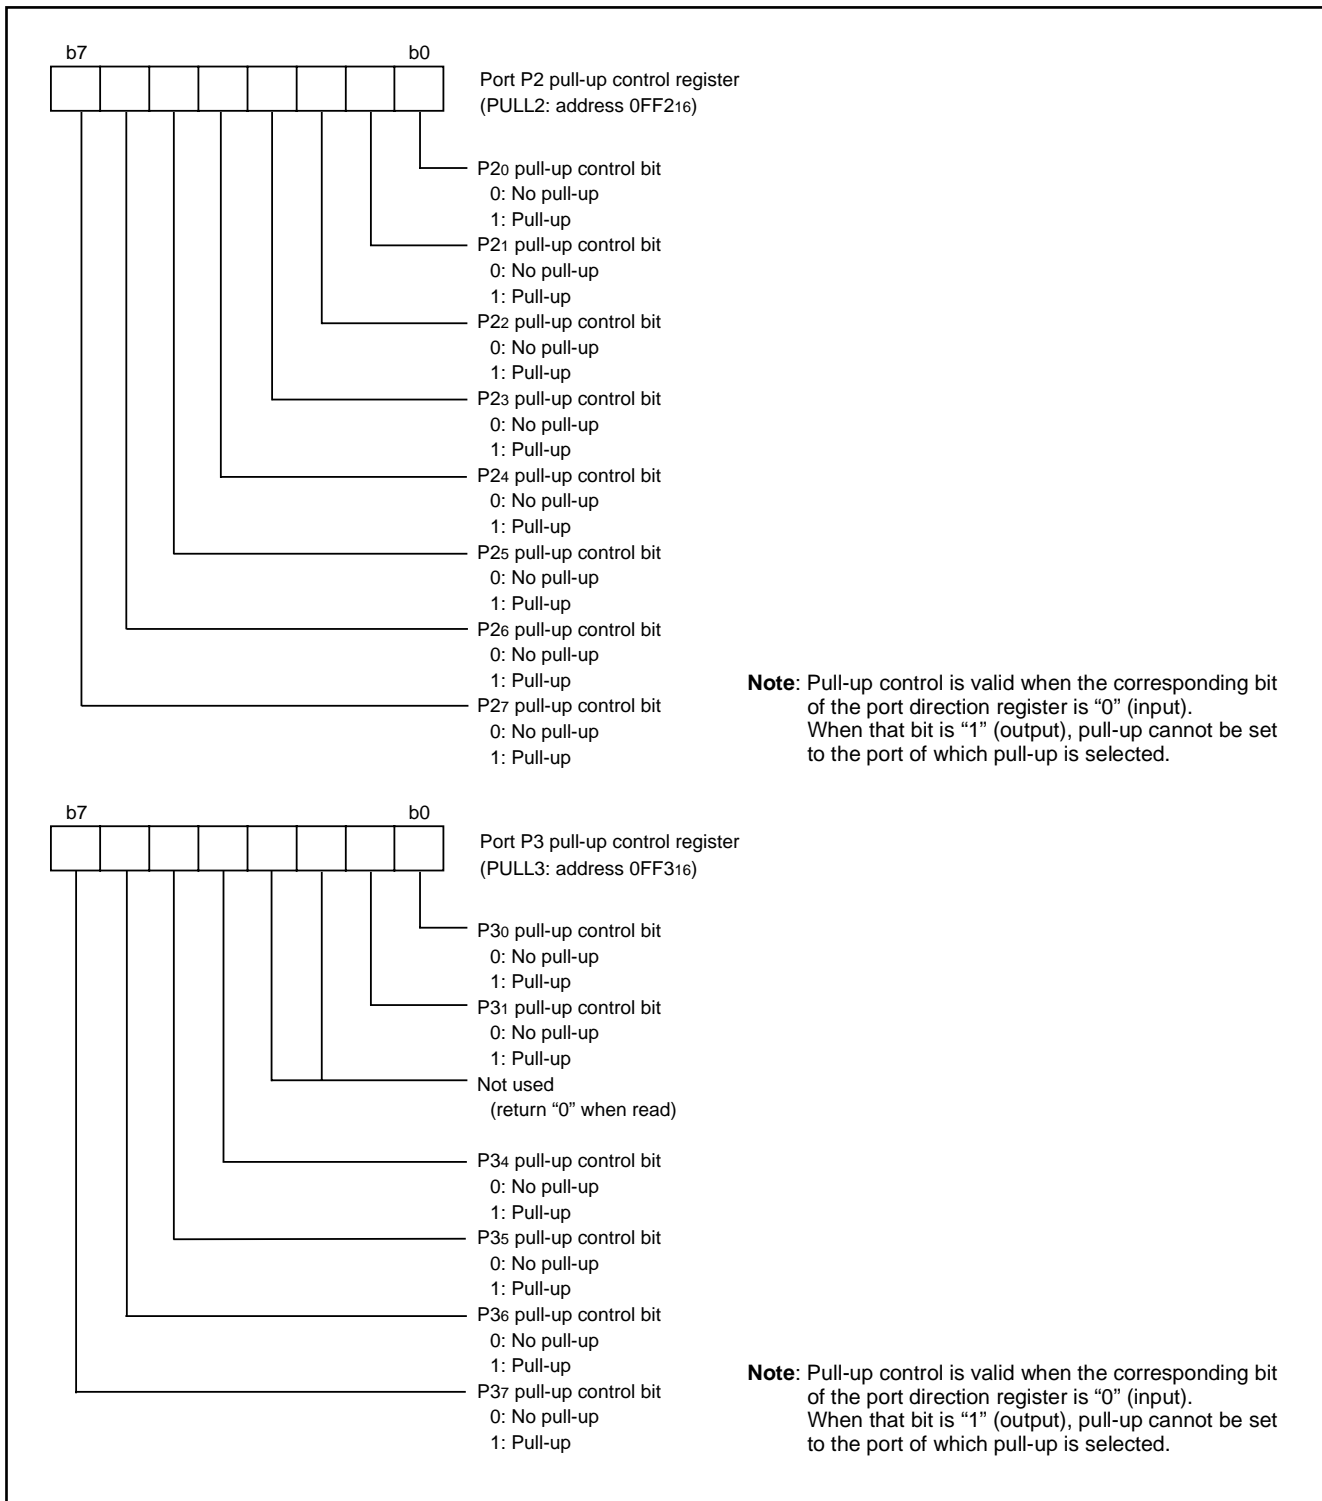 b7 b0
Port P2 pull-up control register
(PULL2: address 0FF216)
P20 pull-up control bit
0: No pull-up
1: Pull-up
P21 pull-up control bit
0: No pull-up
1: Pull-up
P22 pull-up control bit
0: No pull-up
1: Pull-up
P23 pull-up control bit
0: No pull-up
1: Pull-up
P24 pull-up control bit
0: No pull-up
1: Pull-up
P25 pull-up control bit
0: No pull-up
1: Pull-up
P26 pull-up control bit
0: No pull-up
1: Pull-up
P27 pull-up control bit
0: No pull-up
1: Pull-up
Note: Pull-up control is valid when the corresponding bit
of the port direction register is “0” (input).
When that bit is “1” (output), pull-up cannot be set
to the port of which pull-up is selected.
b7 b0
Port P3 pull-up control register
(PULL3: address 0FF316)
P30 pull-up control bit
0: No pull-up
1: Pull-up
P31 pull-up control bit
0: No pull-up
1: Pull-up
Not used
(return “0” when read)
P34 pull-up control bit
0: No pull-up
1: Pull-up
P35 pull-up control bit
0: No pull-up
1: Pull-up
P36 pull-up control bit
0: No pull-up
1: Pull-up
P37 pull-up control bit
0: No pull-up
1: Pull-up
Note: Pull-up control is valid when the corresponding bit
of the port direction register is “0” (input).
When that bit is “1” (output), pull-up cannot be set
to the port of which pull-up is selected.